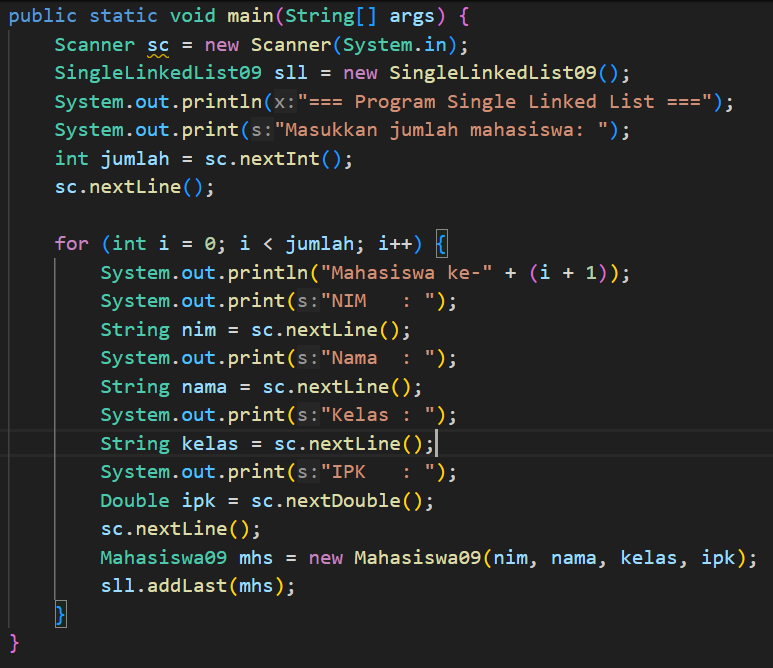 public static void main(String[] args) {
    Scanner sc = new Scanner(System.in);
    SingleLinkedList09 sll = new SingleLinkedList09();
    System.out.println(x:"=== Program Single Linked List ===");
    System.out.print(s:"Masukkan jumlah mahasiswa: ");
    int jumlah = sc.nextInt();
    sc.nextLine();

    for (int i = 0; i < jumlah; i++) {
        System.out.println("Mahasiswa ke-" + (i + 1));
        System.out.print(s:"NIM   : ");
        String nim = sc.nextLine();
        System.out.print(s:"Nama  : ");
        String nama = sc.nextLine();
        System.out.print(s:"Kelas : ");
        String kelas = sc.nextLine();
        System.out.print(s:"IPK   : ");
        Double ipk = sc.nextDouble();
        sc.nextLine();
        Mahasiswa09 mhs = new Mahasiswa09(nim, nama, kelas, ipk);
        sll.addLast(mhs);
    }
}